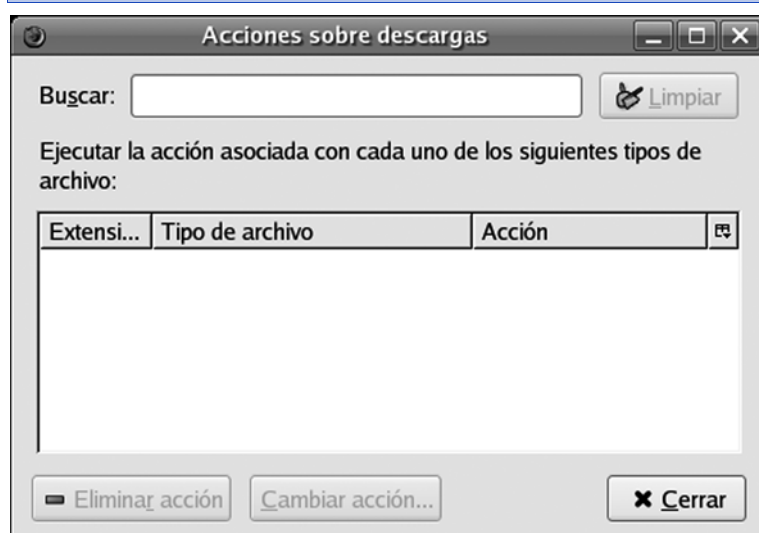 Acciones sobre descargas
Buscar: Limpiar
Ejecutar la acción asociada con cada uno de los siguientes tipos de
archivo:
Extensi... Tipo de archivo Acción
Eliminar acción Cambiar acción... Cerrar